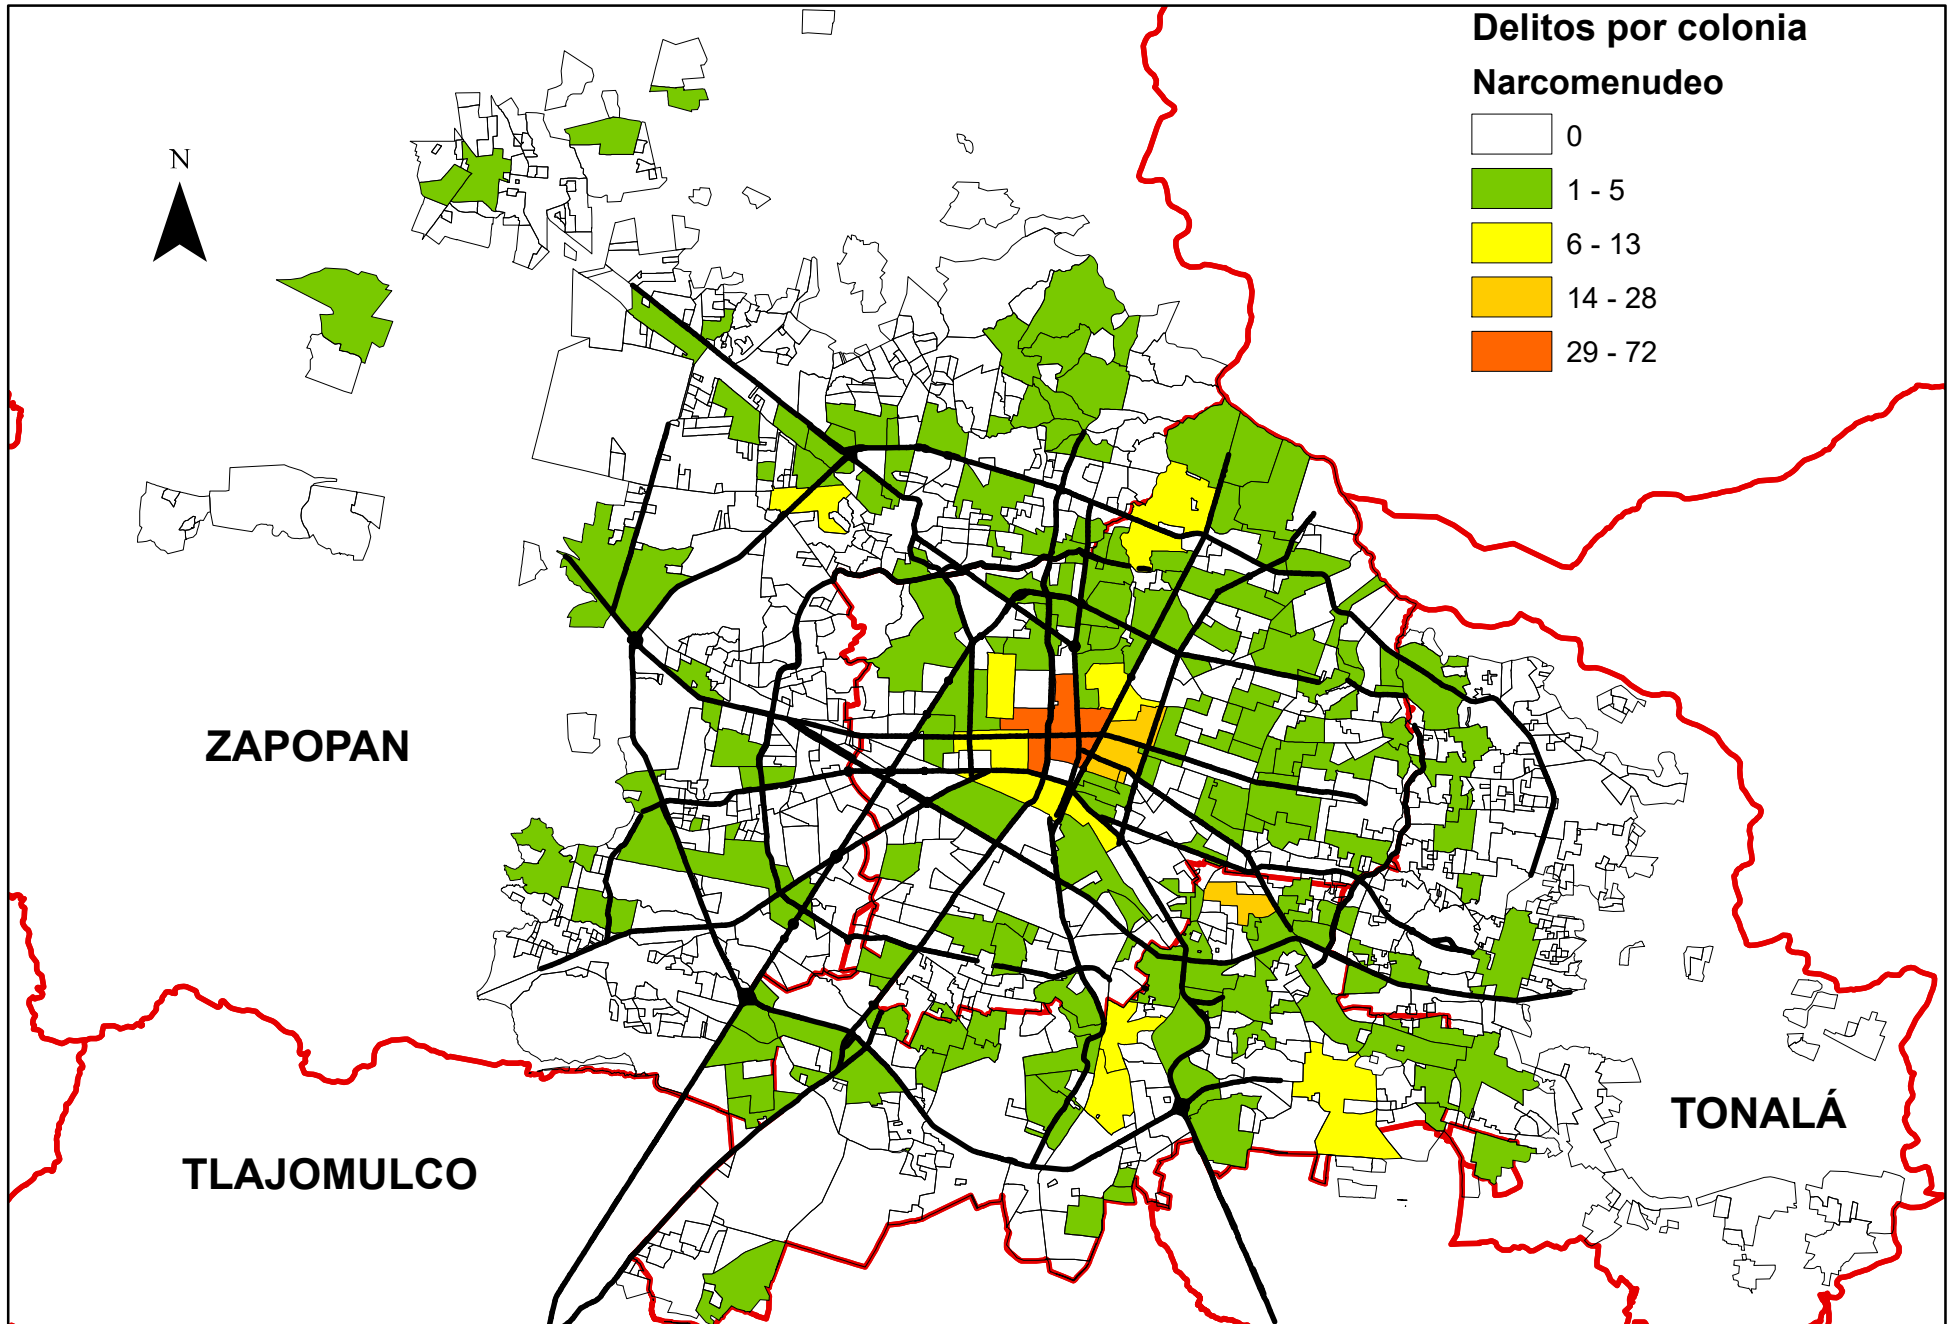 Delitos por colonia
Narcomenudeo
0
1 - 5
6 - 13
14 - 28
29 - 72
N
ZAPOPAN
TONALÁ
TLAJOMULCO